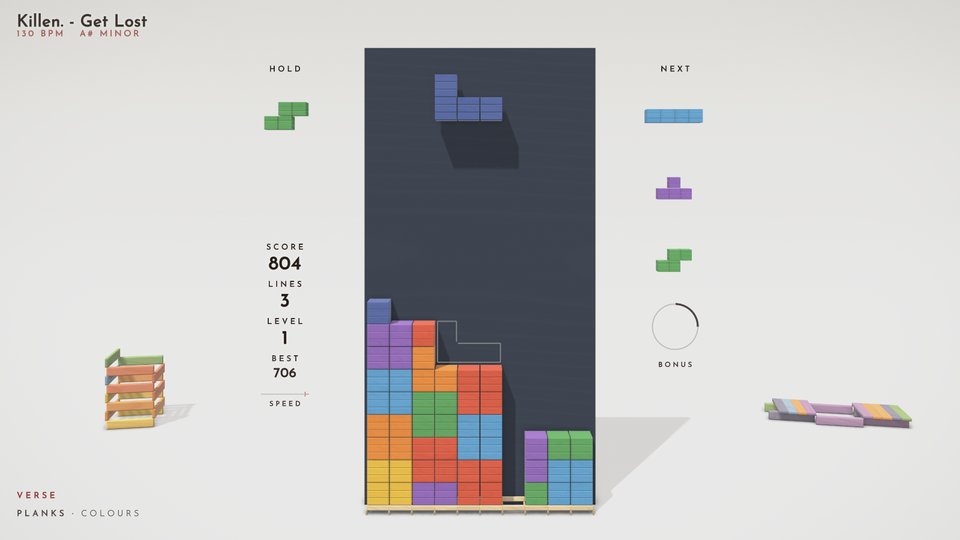 Killen. - Get Lost
130 BPM A# MINOR
HOLD
NEXT
SCORE
804
LINES
3
LEVEL
1
BEST
706
SPEED
BONUS
VERSE
PLANKS · COLOURS